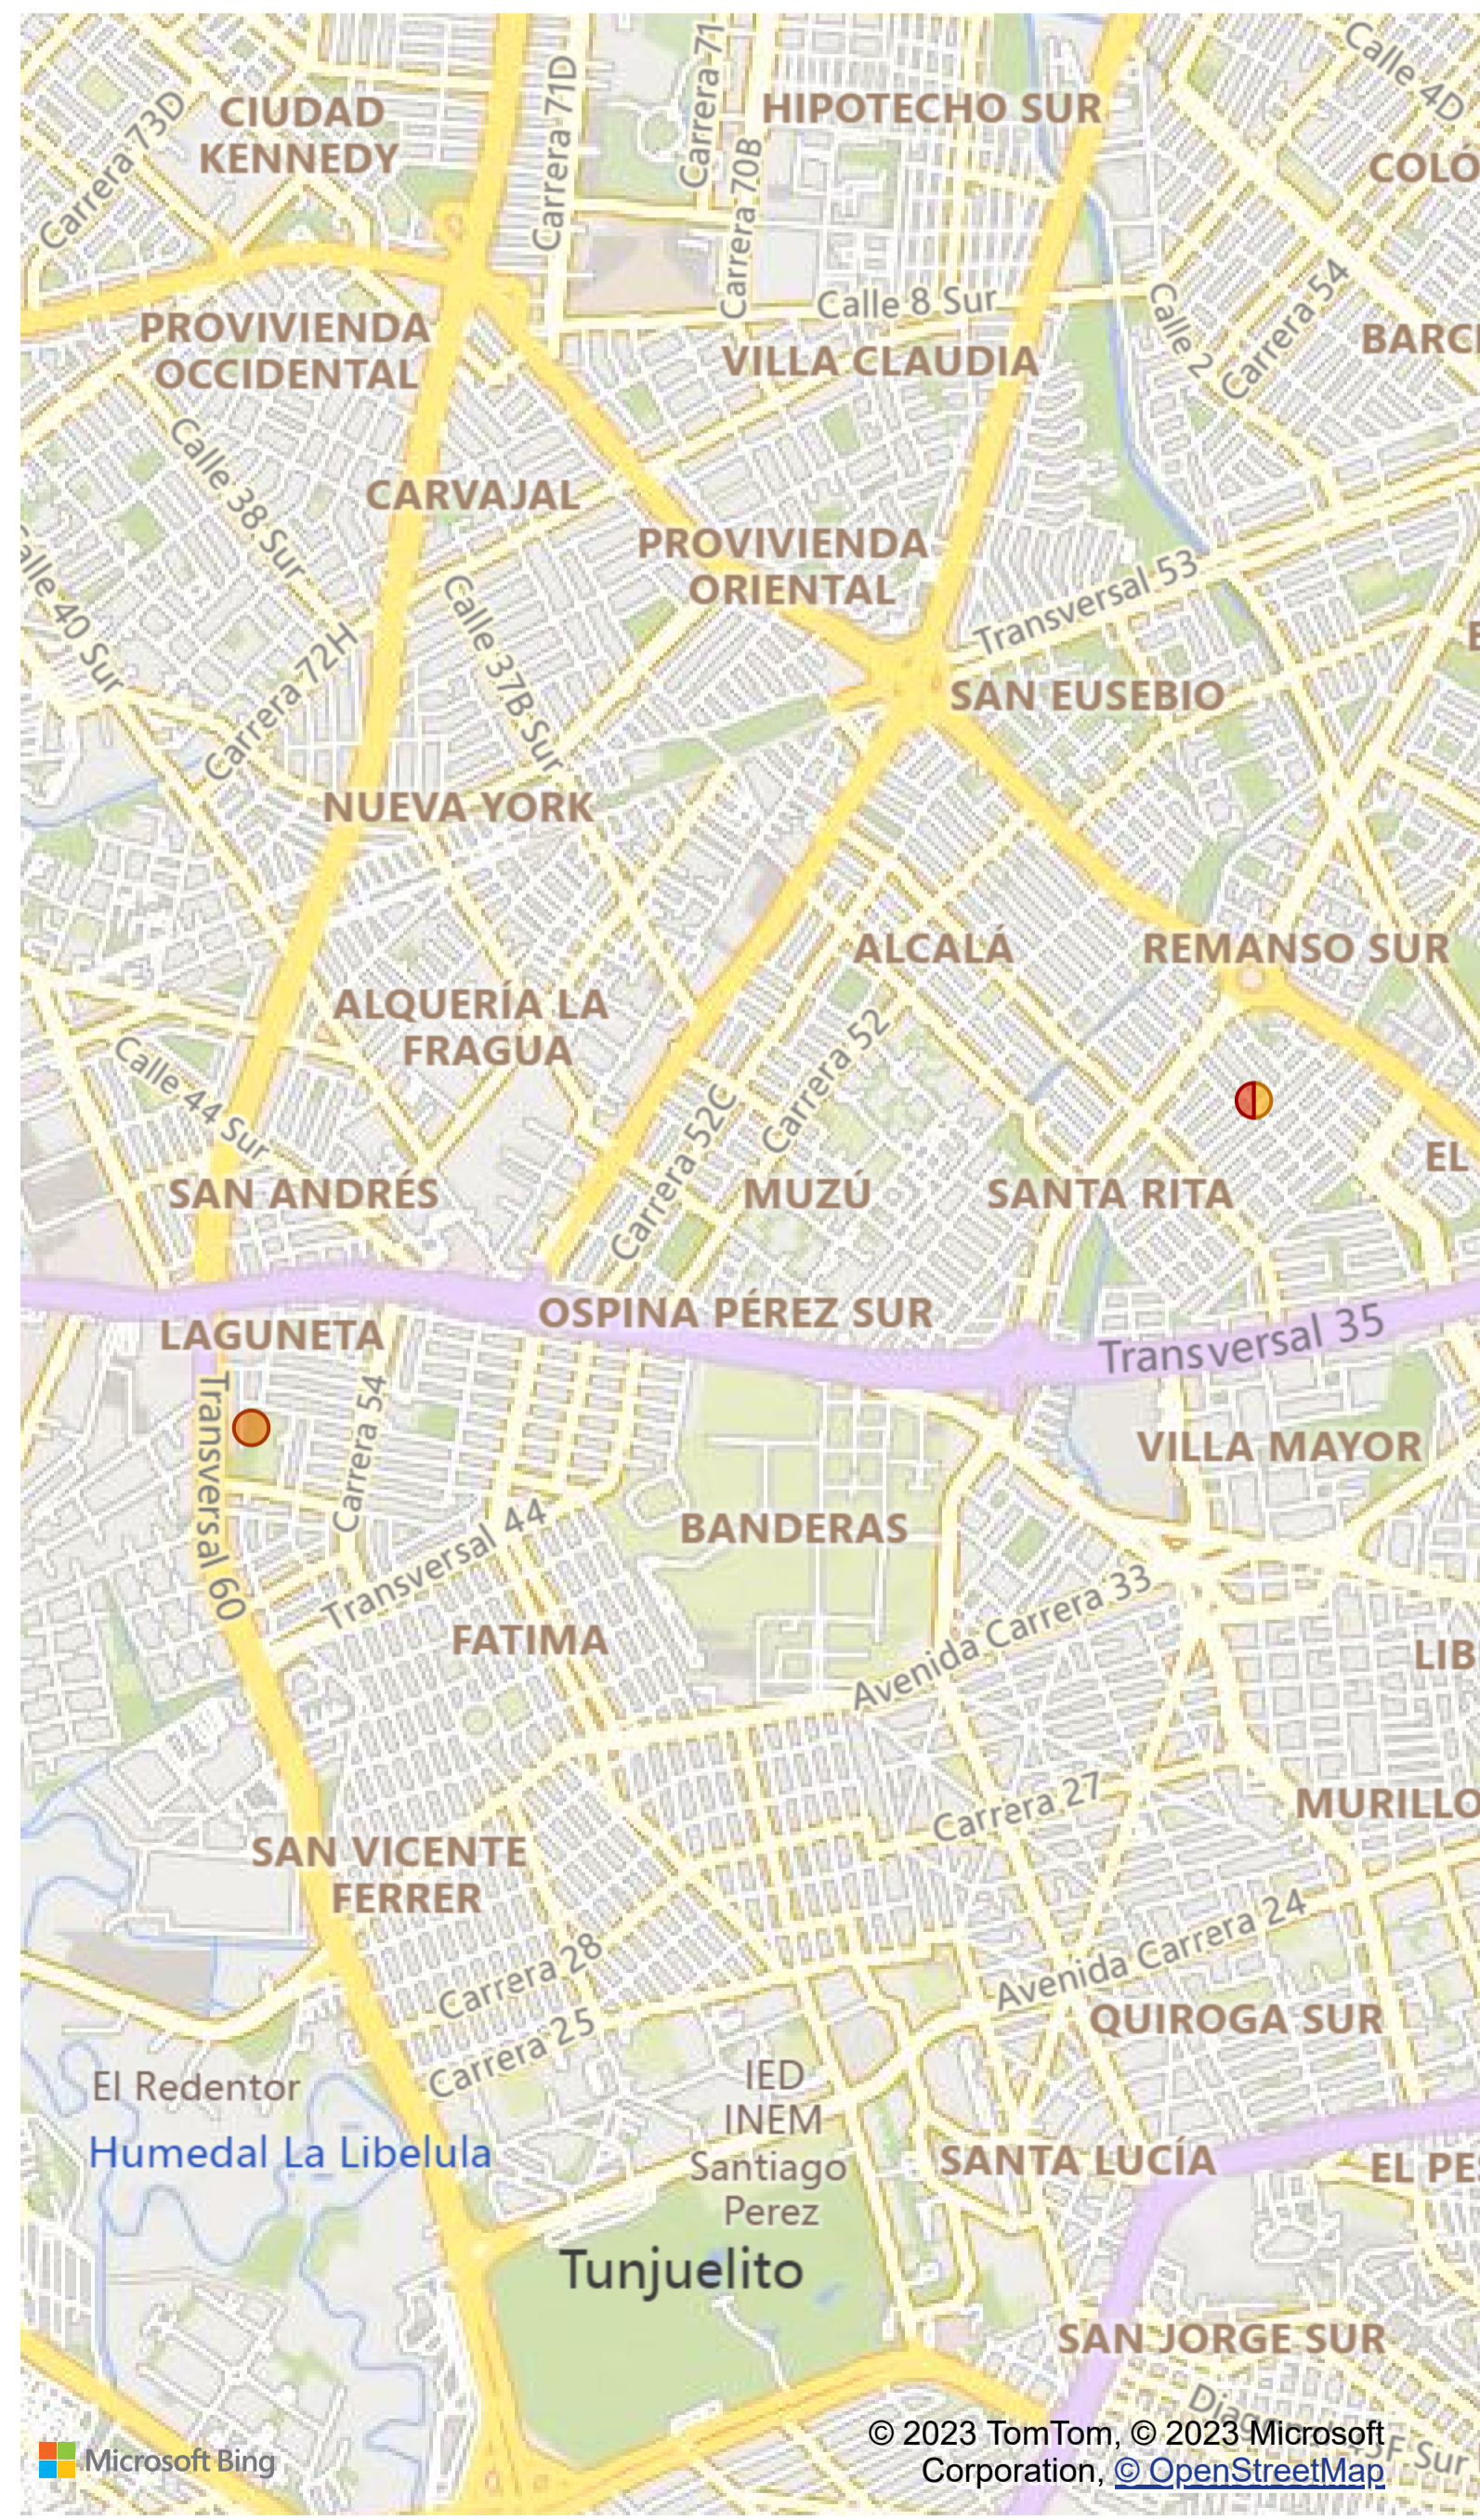 Calle 4D
Carrera 73D
CIUDAD
KENNEDY
Carrera 71D
Carrera 71
Carrera 70B
HIPOTECHO SUR
COLÓ
PROVIVIENDA
OCCIDENTAL
Calle 8 Sur
VILLA CLAUDIA
Calle 2
Carrera 54
BARCI
Calle 38 Sur
CARVAJAL
PROVIVIENDA
ORIENTAL
alle 40 Sur
Carrera 72H
Calle 37B Sur
Transversal 53
SAN EUSEBIO
NUEVA YORK
ALCALÁ
REMANSO SUR
ALQUERÍA LA
FRAGUA
Calle 44 Sur
Carrera 52
Carrera 52C
EL
SAN ANDRÉS
MUZÚ
SANTA RITA
OSPINA PÉREZ SUR
LAGUNETA
Transversal 35
Transversal 60
Carrera 54
VILLA MAYOR
Transversal 44
BANDERAS
Avenida Carrera 33
FATIMA
LIB
Carrera 27
MURILLO
SAN VICENTE
FERRER
Carrera 28
Avenida Carrera 24
Carrera 25
QUIROGA SUR
El Redentor
IED
INEM
Santiago
Perez
Humedal La Libelula
SANTA LUCÍA
EL PE
Tunjuelito
SAN JORGE SUR
© 2023 TomTom, © 2023 Microsoft
Corporation, © OpenStreetMap
Microsoft Bing